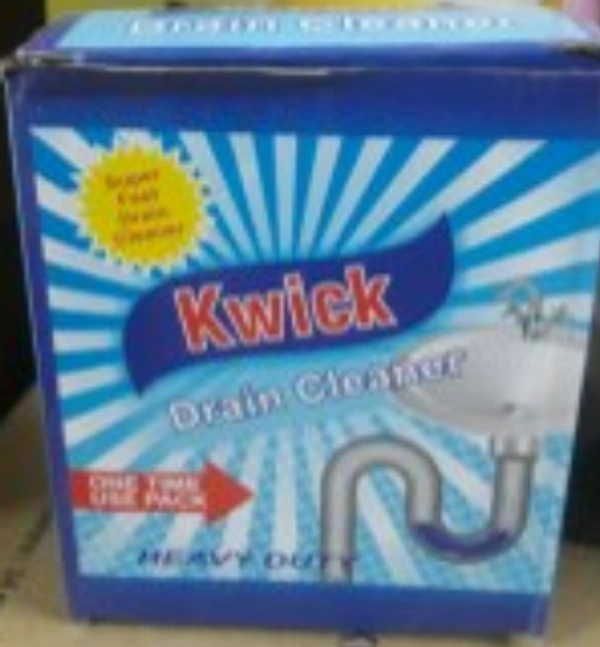 Drain Cleaner
Super
Fast
Drain
Cleaner
Kwick
Drain Cleaner
ONE TIME
USE PACK
HEAVY DUTY